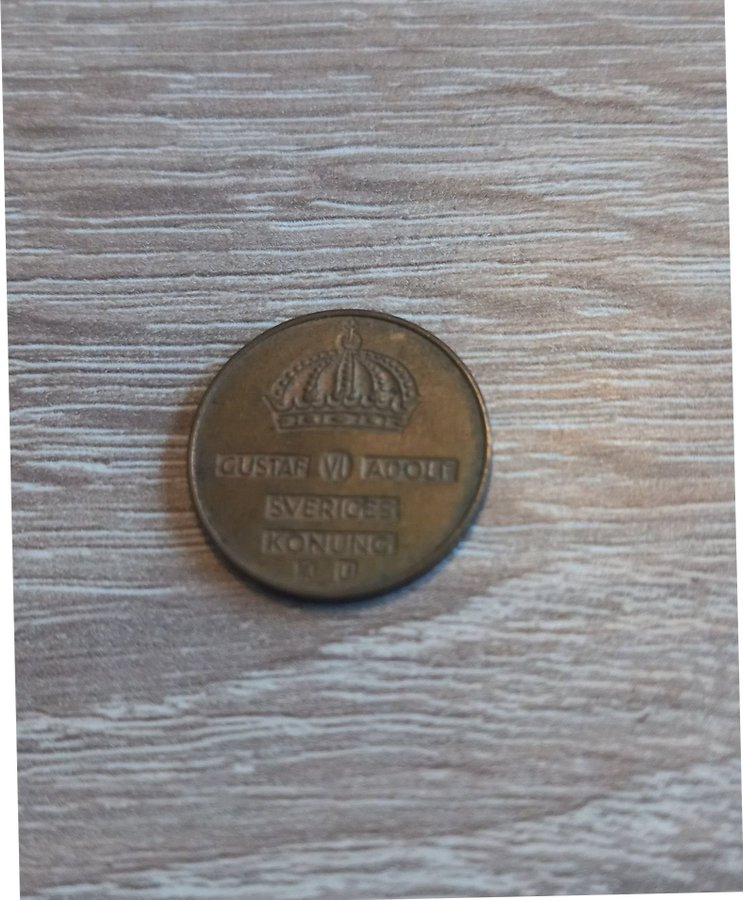 GUSTAF VI ADOLF
SVERIGES
KONUNG
U